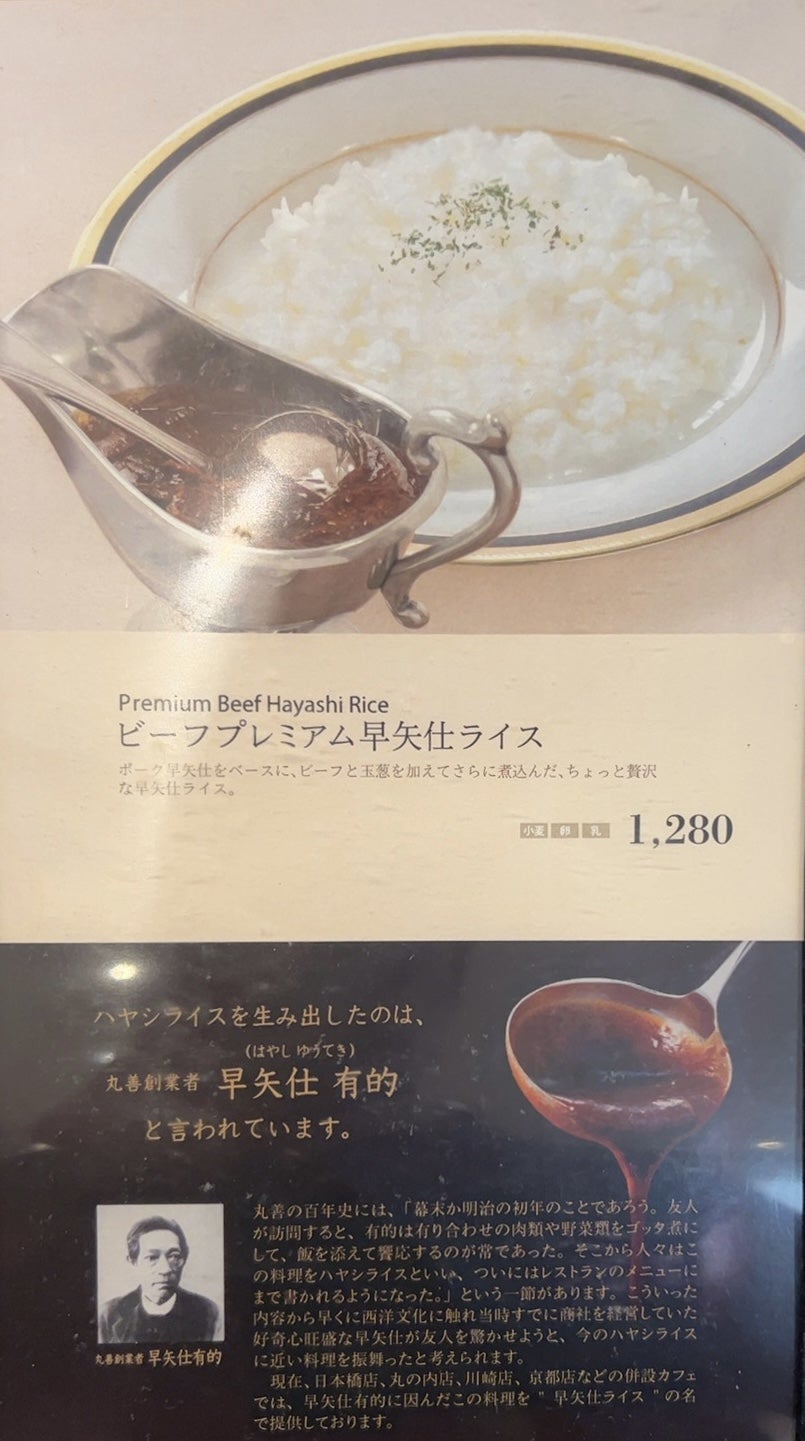 Premium Beef Hayashi Rice
ビーフプレミアム早矢仕ライス
ポーク早矢仕をベースに、ビーフと玉葱を加えてさらに煮込んだ、ちょっと贅沢
な早矢仕ライス。
小麦 卵 乳 1,280
ハヤシライスを生み出したのは、
(はやし ゆうてき)
丸善創業者 早矢仕 有的
と言われています。
丸善の百年史には、「幕末か明治の初年のことであろう。友人
が訪問すると、有的は有り合わせの肉類や野菜類をゴッタ煮に
して、飯を添えて饗応するのが常であった。そこから人々はこ
の料理をハヤシライスといい、ついにはレストランのメニューに
まで書かれるようになった。」という一節があります。こういった
内容から早くに西洋文化に触れ当時すでに商社を経営していた
好奇心旺盛な早矢仕が友人を驚かせようと、今のハヤシライス
に近い料理を振舞ったと考えられます。
現在、日本橋店、丸の内店、川崎店、京都店などの併設カフェ
では、早矢仕有的に因んだこの料理を " 早矢仕ライス " の名
で提供しております。
丸善創業者 早矢仕有的